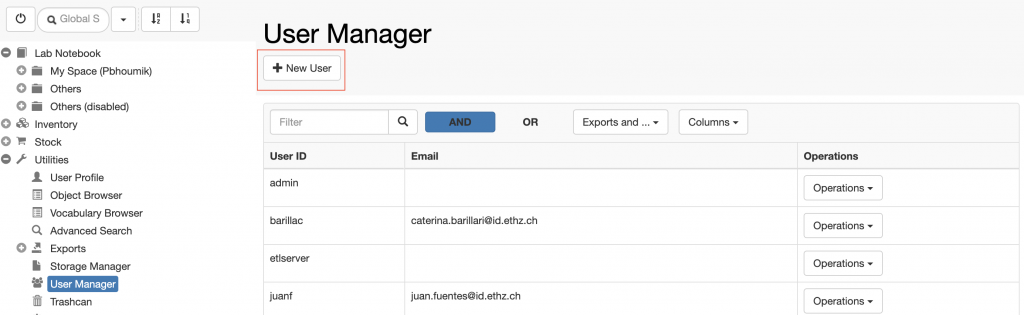 Global S
Lab Notebook
My Space (Pbhoumik)
Others
Others (disabled)
Inventory
Stock
Utilities
User Profile
Object Browser
Vocabulary Browser
Advanced Search
Exports
Storage Manager
User Manager
Trashcan
User Manager
New User
Filter AND OR Exports and ... Columns
User ID Email Operations
admin Operations
barillac caterina.barillari@id.ethz.ch Operations
etlserver Operations
juanf juan.fuentes@id.ethz.ch Operations